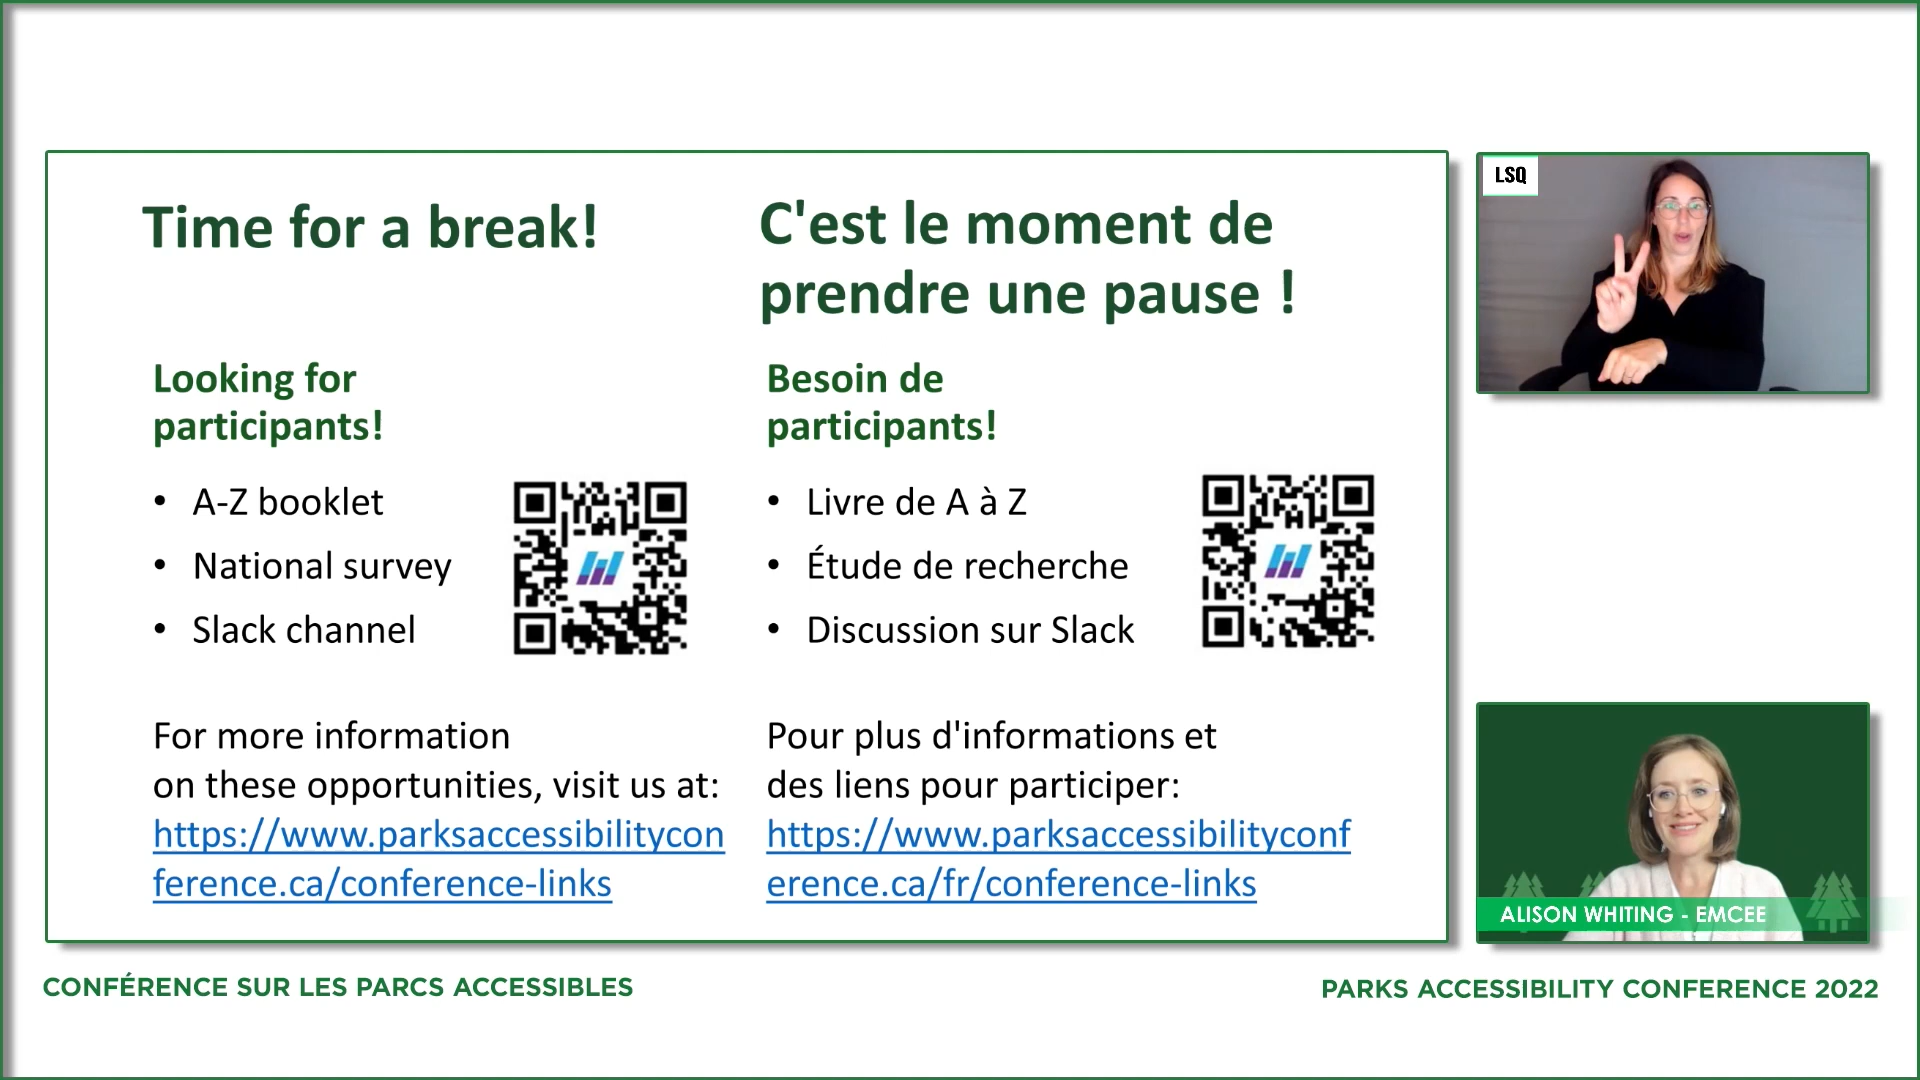 Time for a break!
Looking for
participants!
• A-Z booklet
• National survey
• Slack channel
For more information
on these opportunities, visit us at:
https://www.parksaccessibilitycon
ference.ca/conference-links
C'est le moment de
prendre une pause !
Besoin de
participants!
• Livre de A à Z
• Étude de recherche
• Discussion sur Slack
Pour plus d'informations et
des liens pour participer:
https://www.parksaccessibilityconf
erence.ca/fr/conference-links
LSQ
ALISON WHITING - EMCEE
CONFÉRENCE SUR LES PARCS ACCESSIBLES
PARKS ACCESSIBILITY CONFERENCE 2022